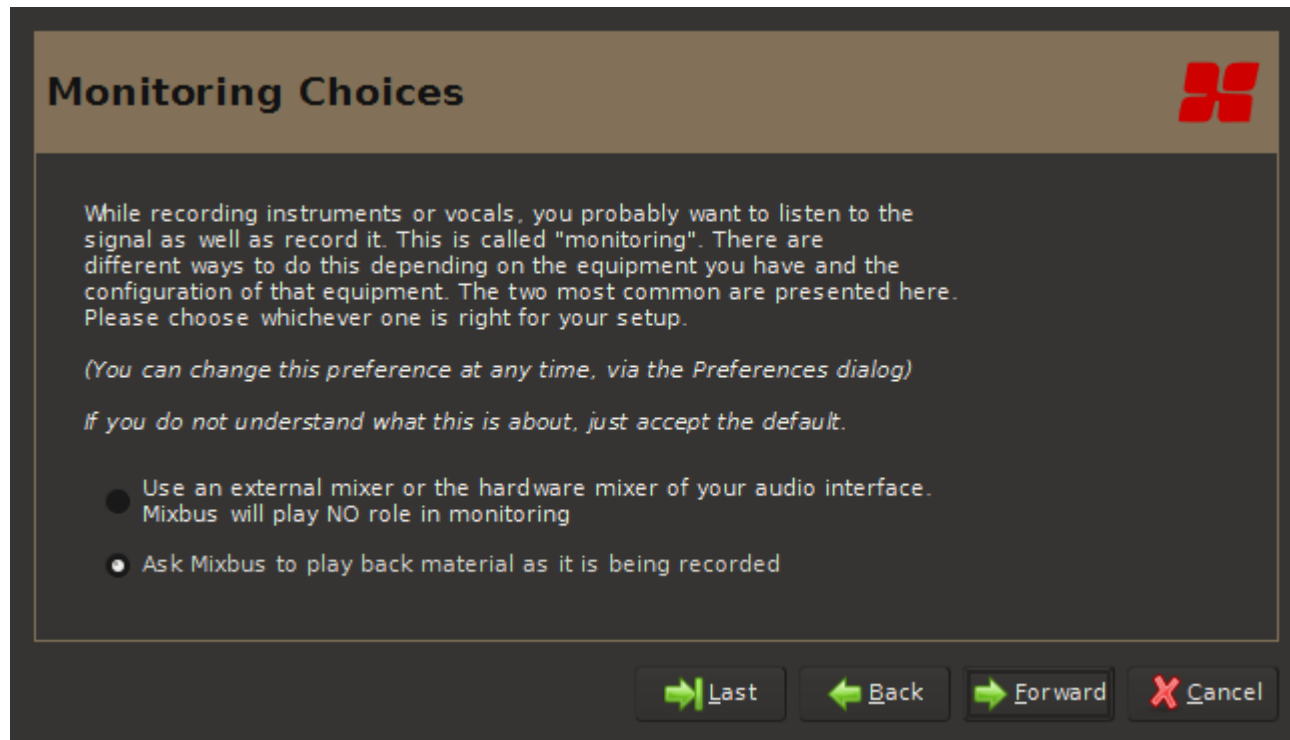 Monitoring Choices
While recording instruments or vocals, you probably want to listen to the
signal as well as record it. This is called "monitoring". There are
different ways to do this depending on the equipment you have and the
configuration of that equipment. The two most common are presented here.
Please choose whichever one is right for your setup.
(You can change this preference at any time, via the Preferences dialog)
If you do not understand what this is about, just accept the default.
Use an external mixer or the hardware mixer of your audio interface.
Mixbus will play NO role in monitoring
Ask Mixbus to play back material as it is being recorded
Last Back Forward Cancel